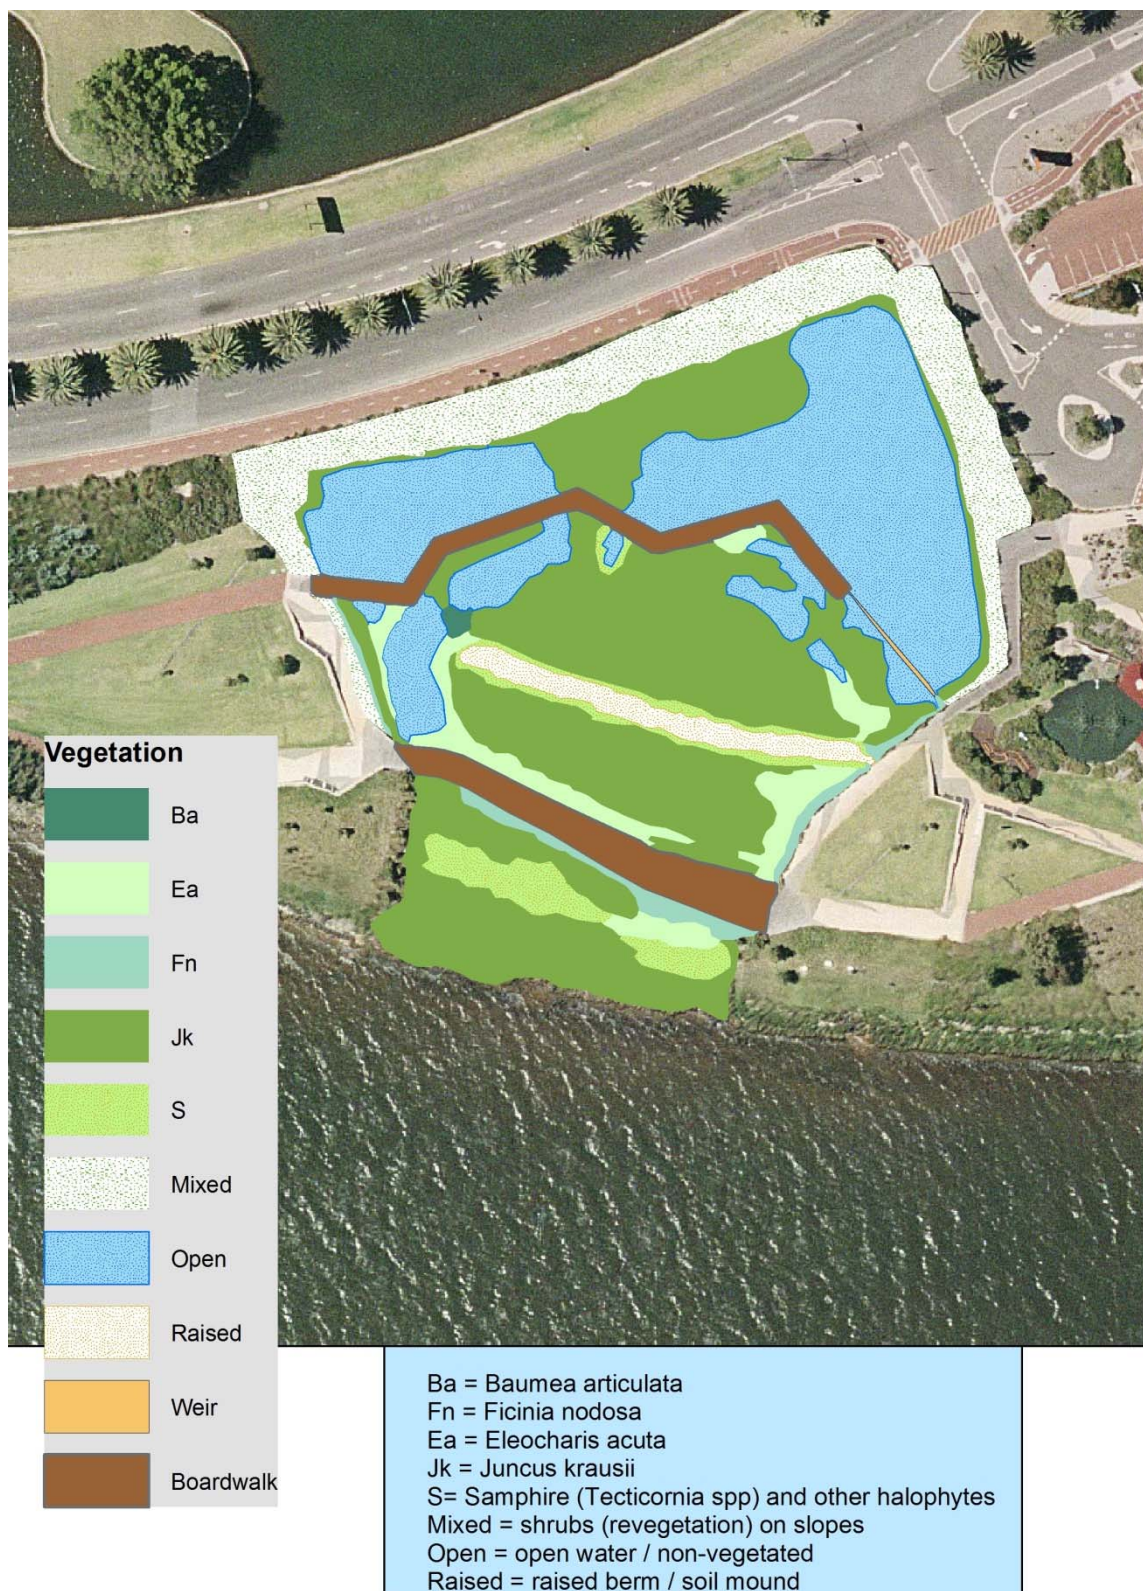 Vegetation
Ba
Ea
Fn
Jk
S
Mixed
Open
Raised
Weir
Boardwalk
Ba = Baumea articulata
Fn = Ficinia nodosa
Ea = Eleocharis acuta
Jk = Juncus krausii
S= Samphire (Tecticornia spp) and other halophytes
Mixed = shrubs (revegetation) on slopes
Open = open water / non-vegetated
Raised = raised berm / soil mound